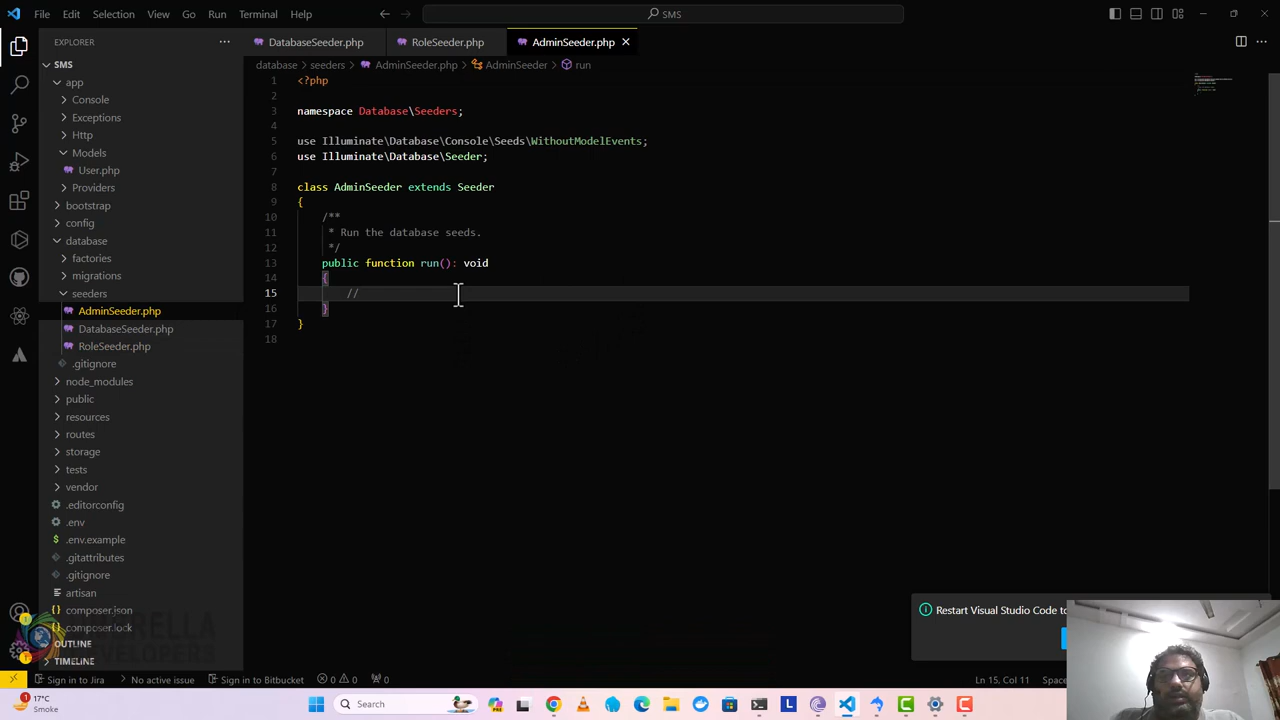 File Edit Selection View Go Run Terminal Help
SMS
EXPLORER
DatabaseSeeder.php
RoleSeeder.php
AdminSeeder.php
SMS
database > seeders > AdminSeeder.php > AdminSeeder > run
app
Console
Exceptions
Http
Models
User.php
Providers
bootstrap
config
database
factories
migrations
seeders
AdminSeeder.php
DatabaseSeeder.php
RoleSeeder.php
.gitignore
node_modules
public
resources
routes
storage
tests
vendor
.editorconfig
.env
.env.example
.gitattributes
.gitignore
artisan
composer.json
composer.lock
OUTLINE
TIMELINE
1 <?php
2
3 namespace Database\Seeders;
4
5 use Illuminate\Database\Console\Seeds\WithoutModelEvents;
6 use Illuminate\Database\Seeder;
7
8 class AdminSeeder extends Seeder
9 {
10 /**
11 * Run the database seeds.
12 */
13 public function run(): void
14 {
15 //
16 }
17 }
18
Restart Visual Studio Code to
DEVELOPERS
Sign in to Jira No active issue Sign in to Bitbucket 0 0 0 Ln 15, Col 11
17°C
Smoke
Search